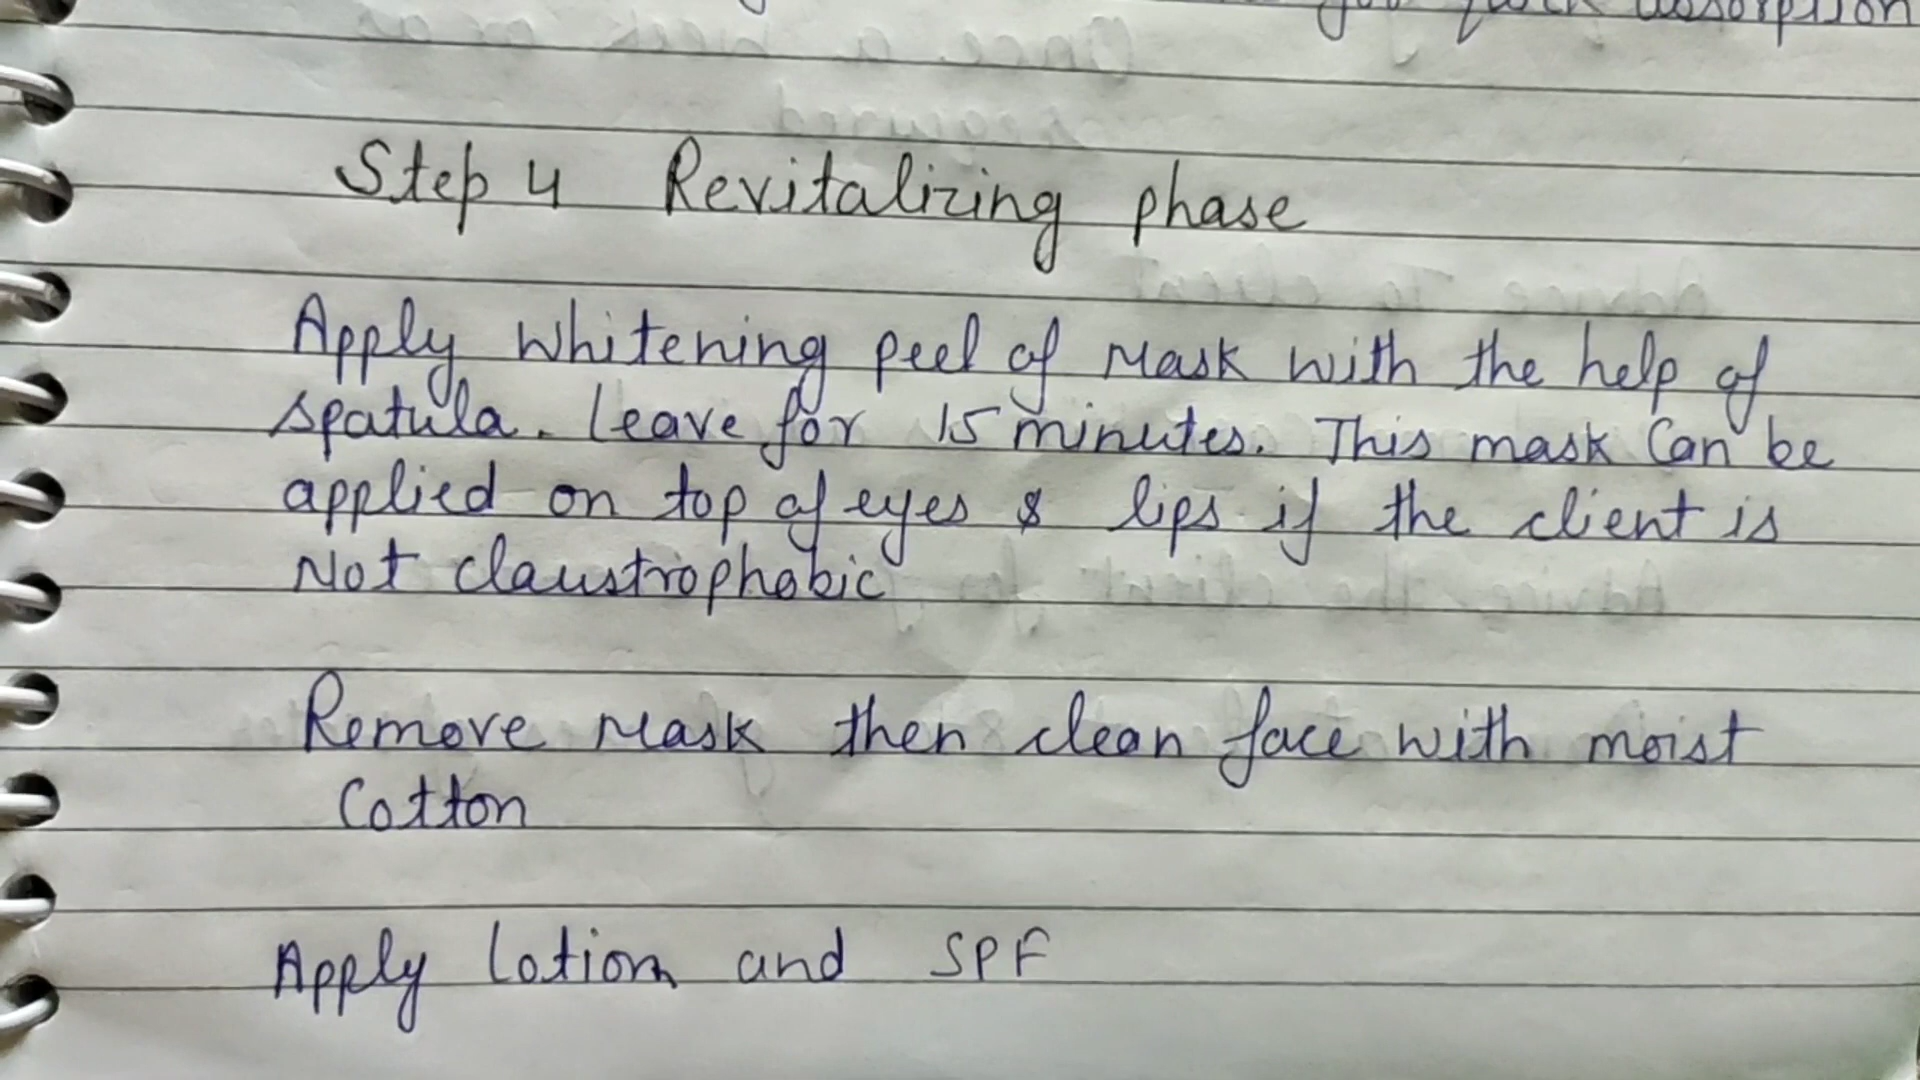 absorption
Step 4 Revitalizing phase
Apply whitening peel of Mask with the help of
spatula. Leave for 15 minutes. This mask Can be
applied on top of eyes & lips if the client is
Not claustrophobic
Remove Mask then clean face with moist
Cotton
Apply lotion and SPF